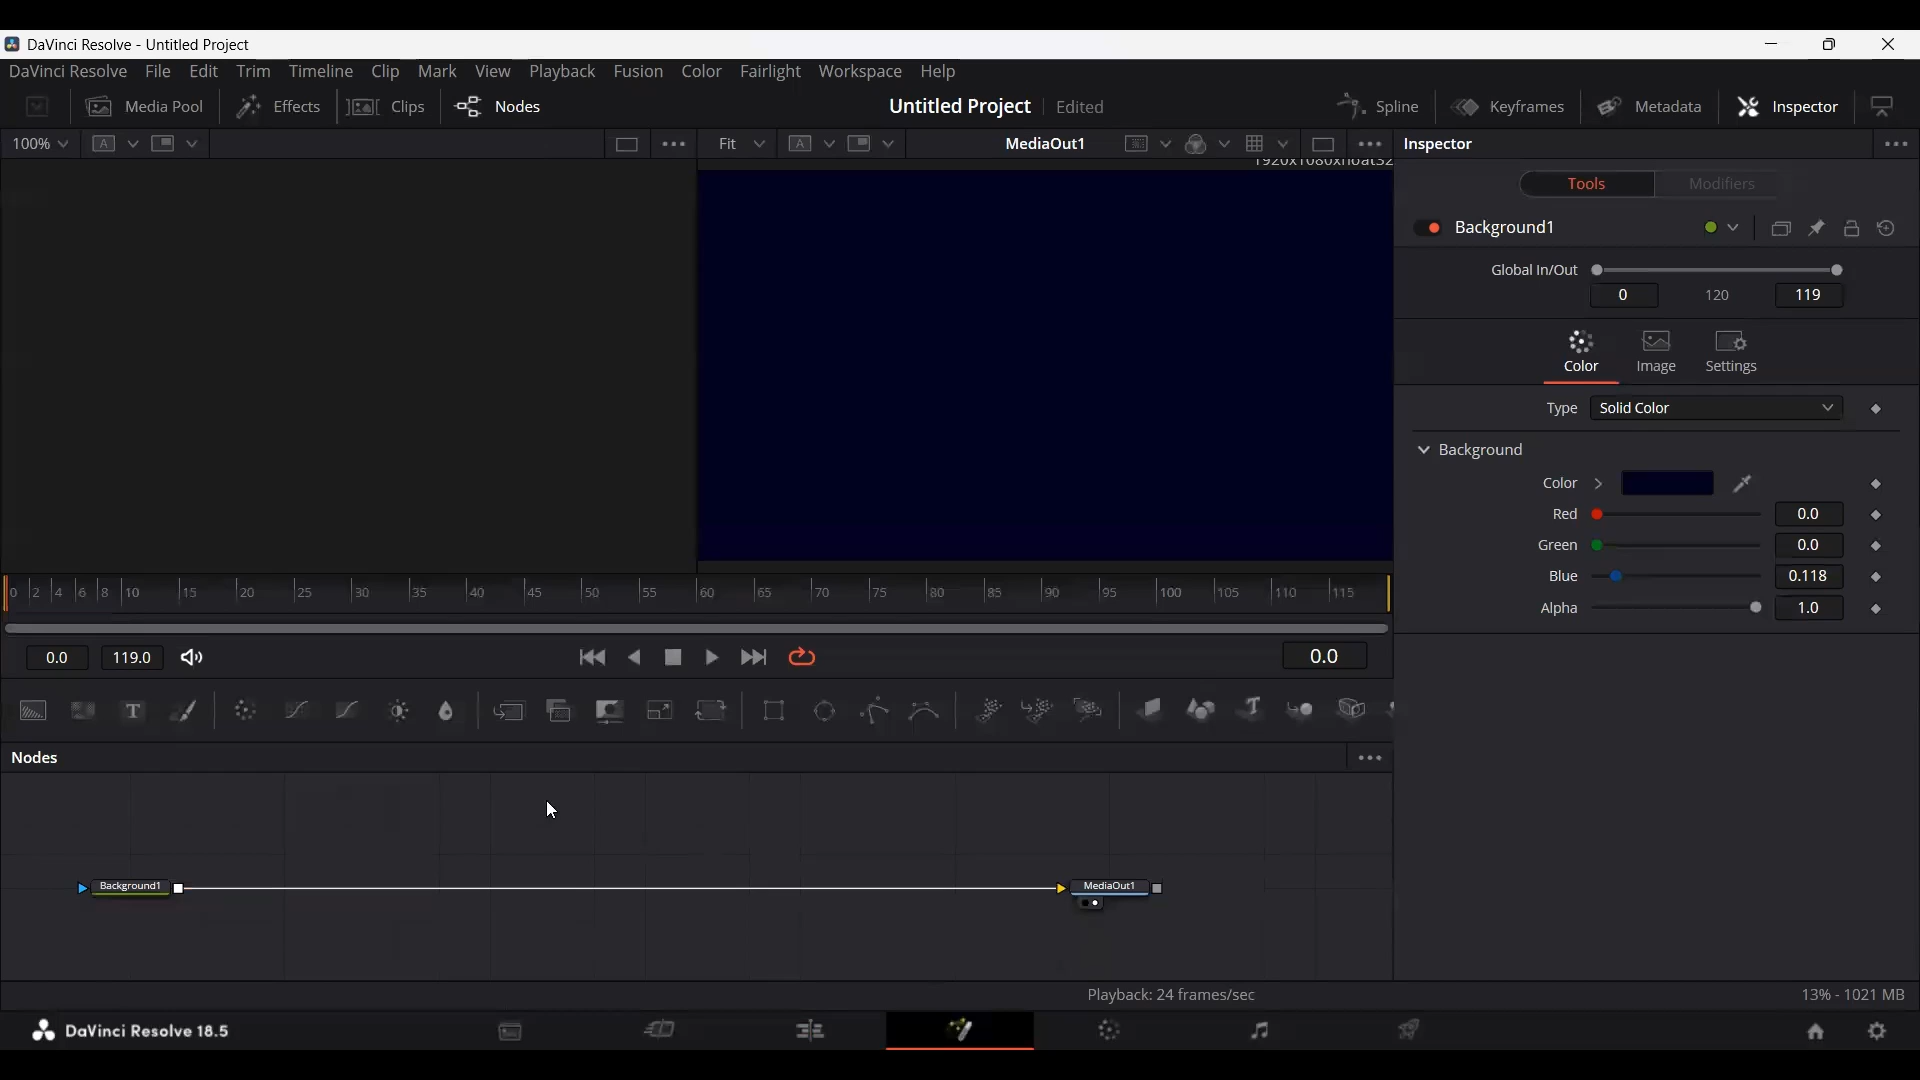 DaVinci Resolve - Untitled Project
DaVinci Resolve File Edit Trim Timeline Clip Mark View Playback Fusion Color Fairlight Workspace Help
Media Pool Effects Clips Nodes Untitled Project Edited Spline Keyframes Metadata Inspector
100% A Fit A MediaOut1 Inspector
1920x1080xfloat32
Tools Modifiers
Background1
Global In/Out
0 120 119
Color Image Settings
Type Solid Color
Background
Color
Red 0.0
Green 0.0
Blue 0.118
Alpha 1.0
0 2 4 6 8 10 15 20 25 30 35 40 45 50 55 60 65 70 75 80 85 90 95 100 105 110 115
0.0 119.0 0.0
T
Nodes
Background1 MediaOut1
Playback: 24 frames/sec 13% - 1021 MB
DaVinci Resolve 18.5